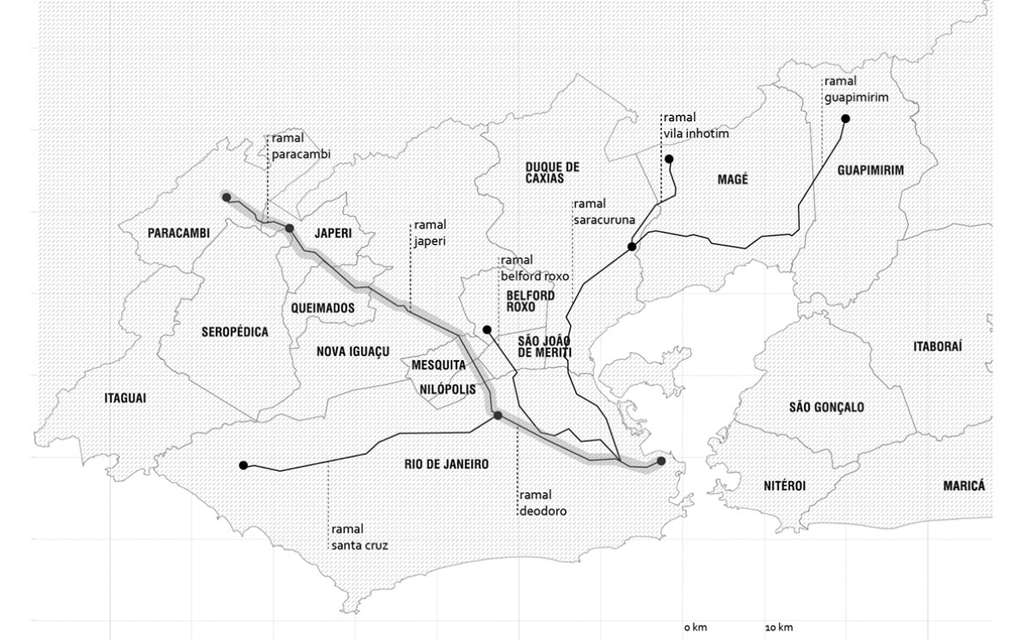 ramal
guapimirim
ramal
vila inhotim
ramal
paracambi
DUQUE DE
CAXIAS
MAGÉ
GUAPIMIRIM
ramal
saracuruna
PARACAMBI
JAPERI
ramal
japeri
ramal
belford roxo
BELFORD
ROXO
QUEIMADOS
SEROPÉDICA
NOVA IGUAÇU
SÃO JOÃO
DE MERITI
ITABORAÍ
MESQUITA
NILÓPOLIS
ITAGUAI
SÃO GONÇALO
RIO DE JANEIRO
NITÉROI
MARICÁ
ramal
deodoro
ramal
santa cruz
0 km
10 km